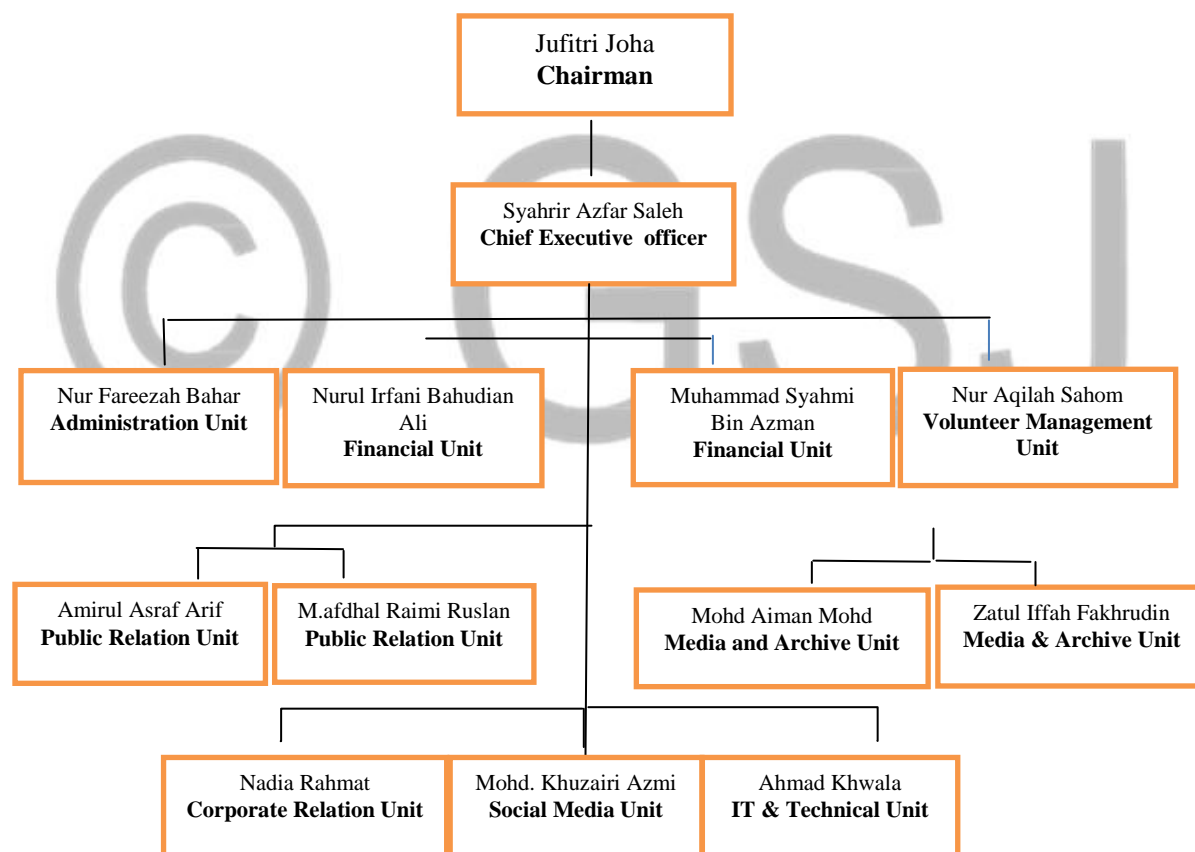 Jufitri Joha
Chairman
Syahrir Azfar Saleh
Chief Executive officer
Nur Fareezah Bahar
Administration Unit
Nurul Irfani Bahudian
Ali
Financial Unit
Muhammad Syahmi
Bin Azman
Financial Unit
Nur Aqilah Sahom
Volunteer Management
Unit
Amirul Asraf Arif
Public Relation Unit
M.afdhal Raimi Ruslan
Public Relation Unit
Mohd Aiman Mohd
Media and Archive Unit
Zatul Iffah Fakhrudin
Media & Archive Unit
Nadia Rahmat
Corporate Relation Unit
Mohd. Khuzairi Azmi
Social Media Unit
Ahmad Khwala
IT & Technical Unit
© GSJ